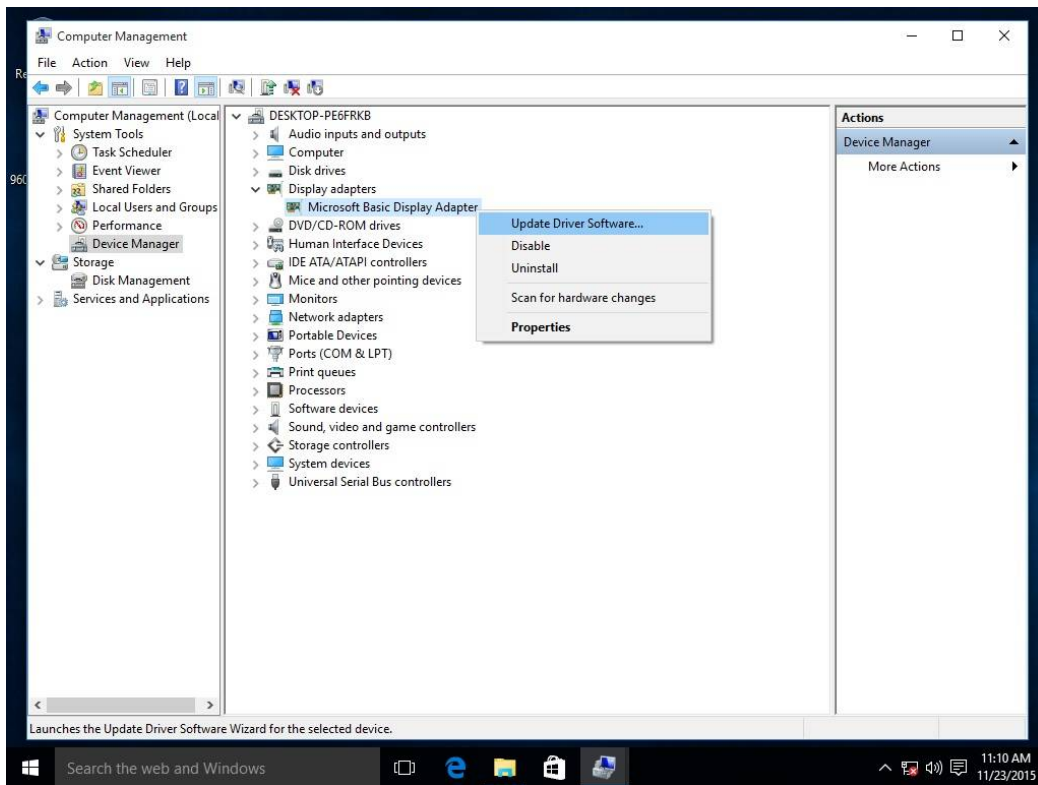 Computer Management
File Action View Help
Re
960
Computer Management (Local
System Tools
Task Scheduler
Event Viewer
Shared Folders
Local Users and Groups
Performance
Device Manager
Storage
Disk Management
Services and Applications
DESKTOP-PE6FRKB
Audio inputs and outputs
Computer
Disk drives
Display adapters
Microsoft Basic Display Adapter
DVD/CD-ROM drives
Human Interface Devices
IDE ATA/ATAPI controllers
Mice and other pointing devices
Monitors
Network adapters
Portable Devices
Ports (COM & LPT)
Print queues
Processors
Software devices
Sound, video and game controllers
Storage controllers
System devices
Universal Serial Bus controllers
Update Driver Software...
Disable
Uninstall
Scan for hardware changes
Properties
Actions
Device Manager
More Actions
Launches the Update Driver Software Wizard for the selected device.
Search the web and Windows
11:10 AM
11/23/2015